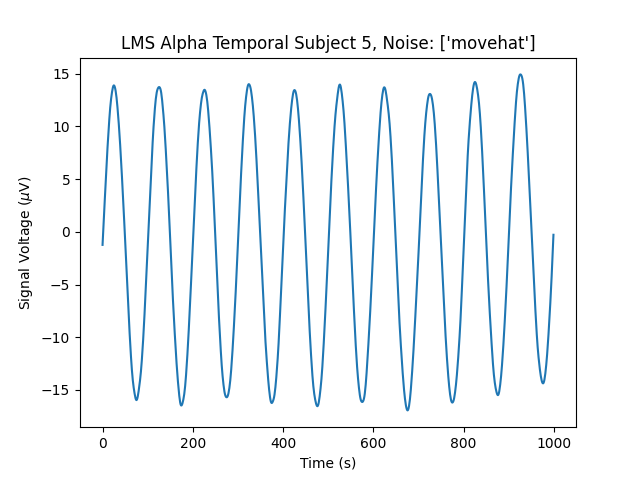 LMS Alpha Temporal Subject 5, Noise: ['movehat']
15
10
5
0
−5
−10
−15
Signal Voltage (μV)
0 200 400 600 800 1000
Time (s)